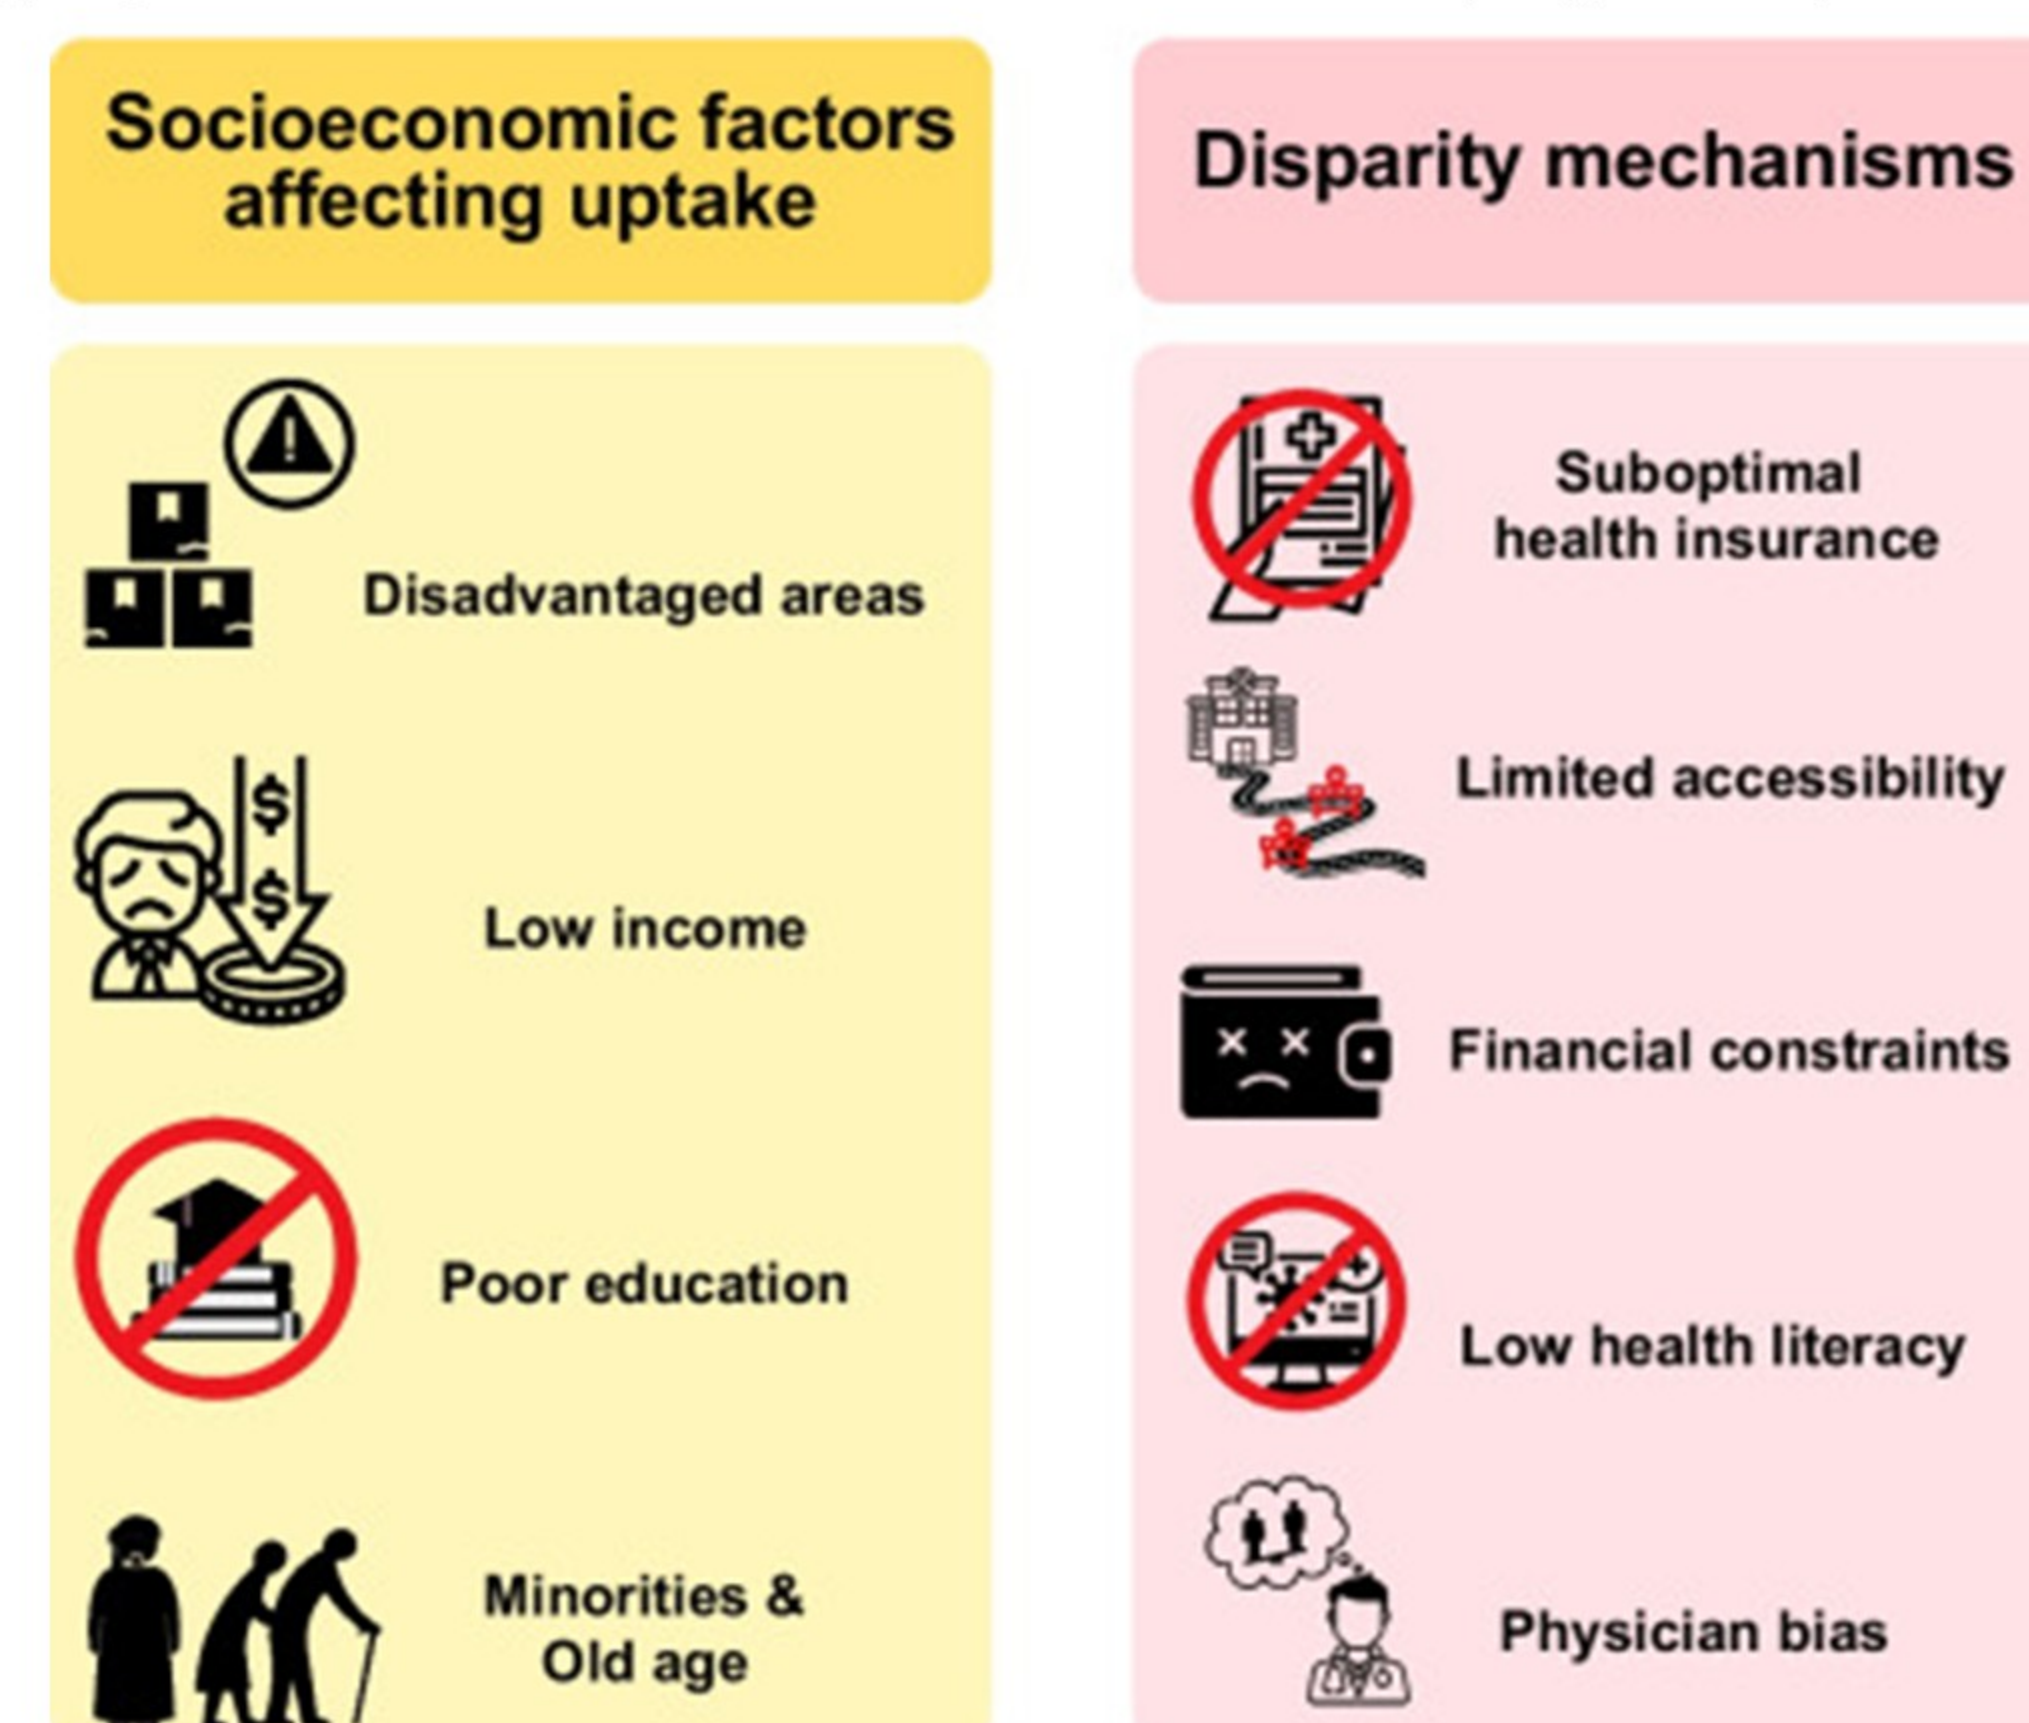 Socioeconomic factors
affecting uptake
Disadvantaged areas
$
$
Low income
Poor education
Minorities &
Old age
Disparity mechanisms
Suboptimal
health insurance
Limited accessibility
Financial constraints
Low health literacy
Physician bias